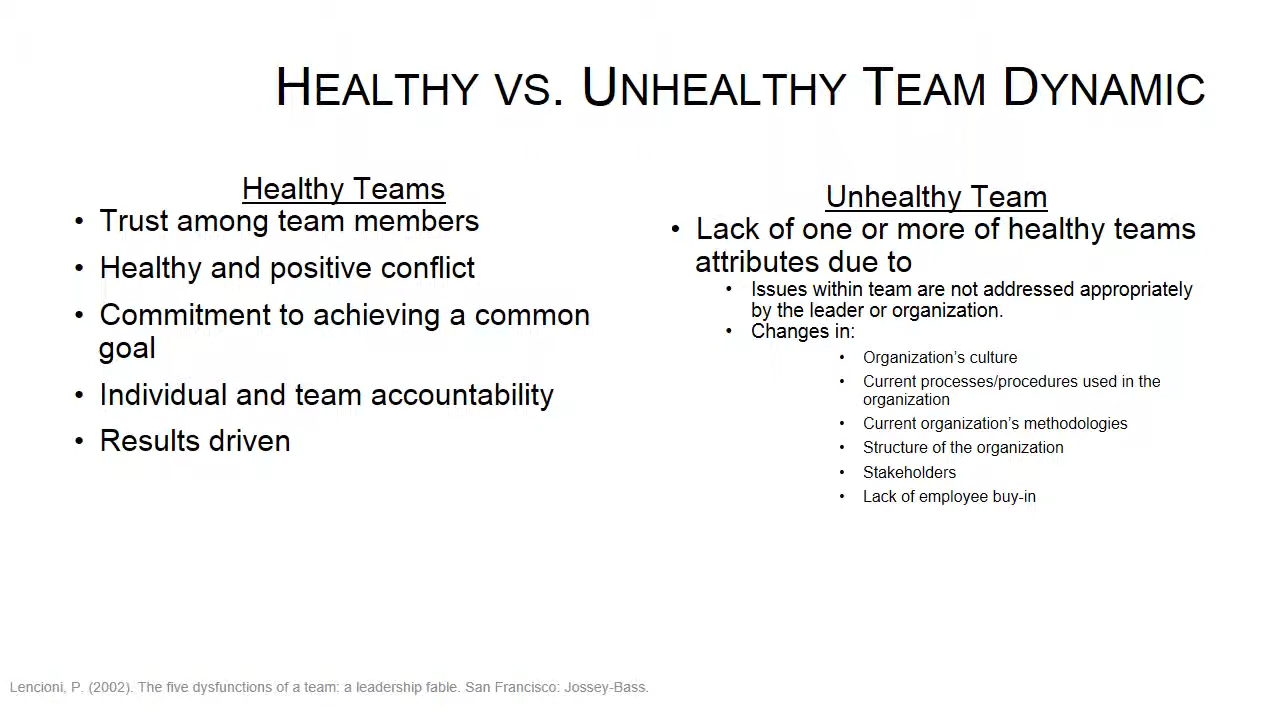 HEALTHY VS. UNHEALTHY TEAM DYNAMIC
Healthy Teams
• Trust among team members
• Healthy and positive conflict
• Commitment to achieving a common
goal
• Individual and team accountability
• Results driven
Unhealthy Team
• Lack of one or more of healthy teams
attributes due to
• Issues within team are not addressed appropriately
by the leader or organization.
• Changes in:
• Organization's culture
• Current processes/procedures used in the
organization
• Current organization's methodologies
• Structure of the organization
• Stakeholders
• Lack of employee buy-in
Lencioni, P. (2002). The five dysfunctions of a team: a leadership fable. San Francisco: Jossey-Bass.